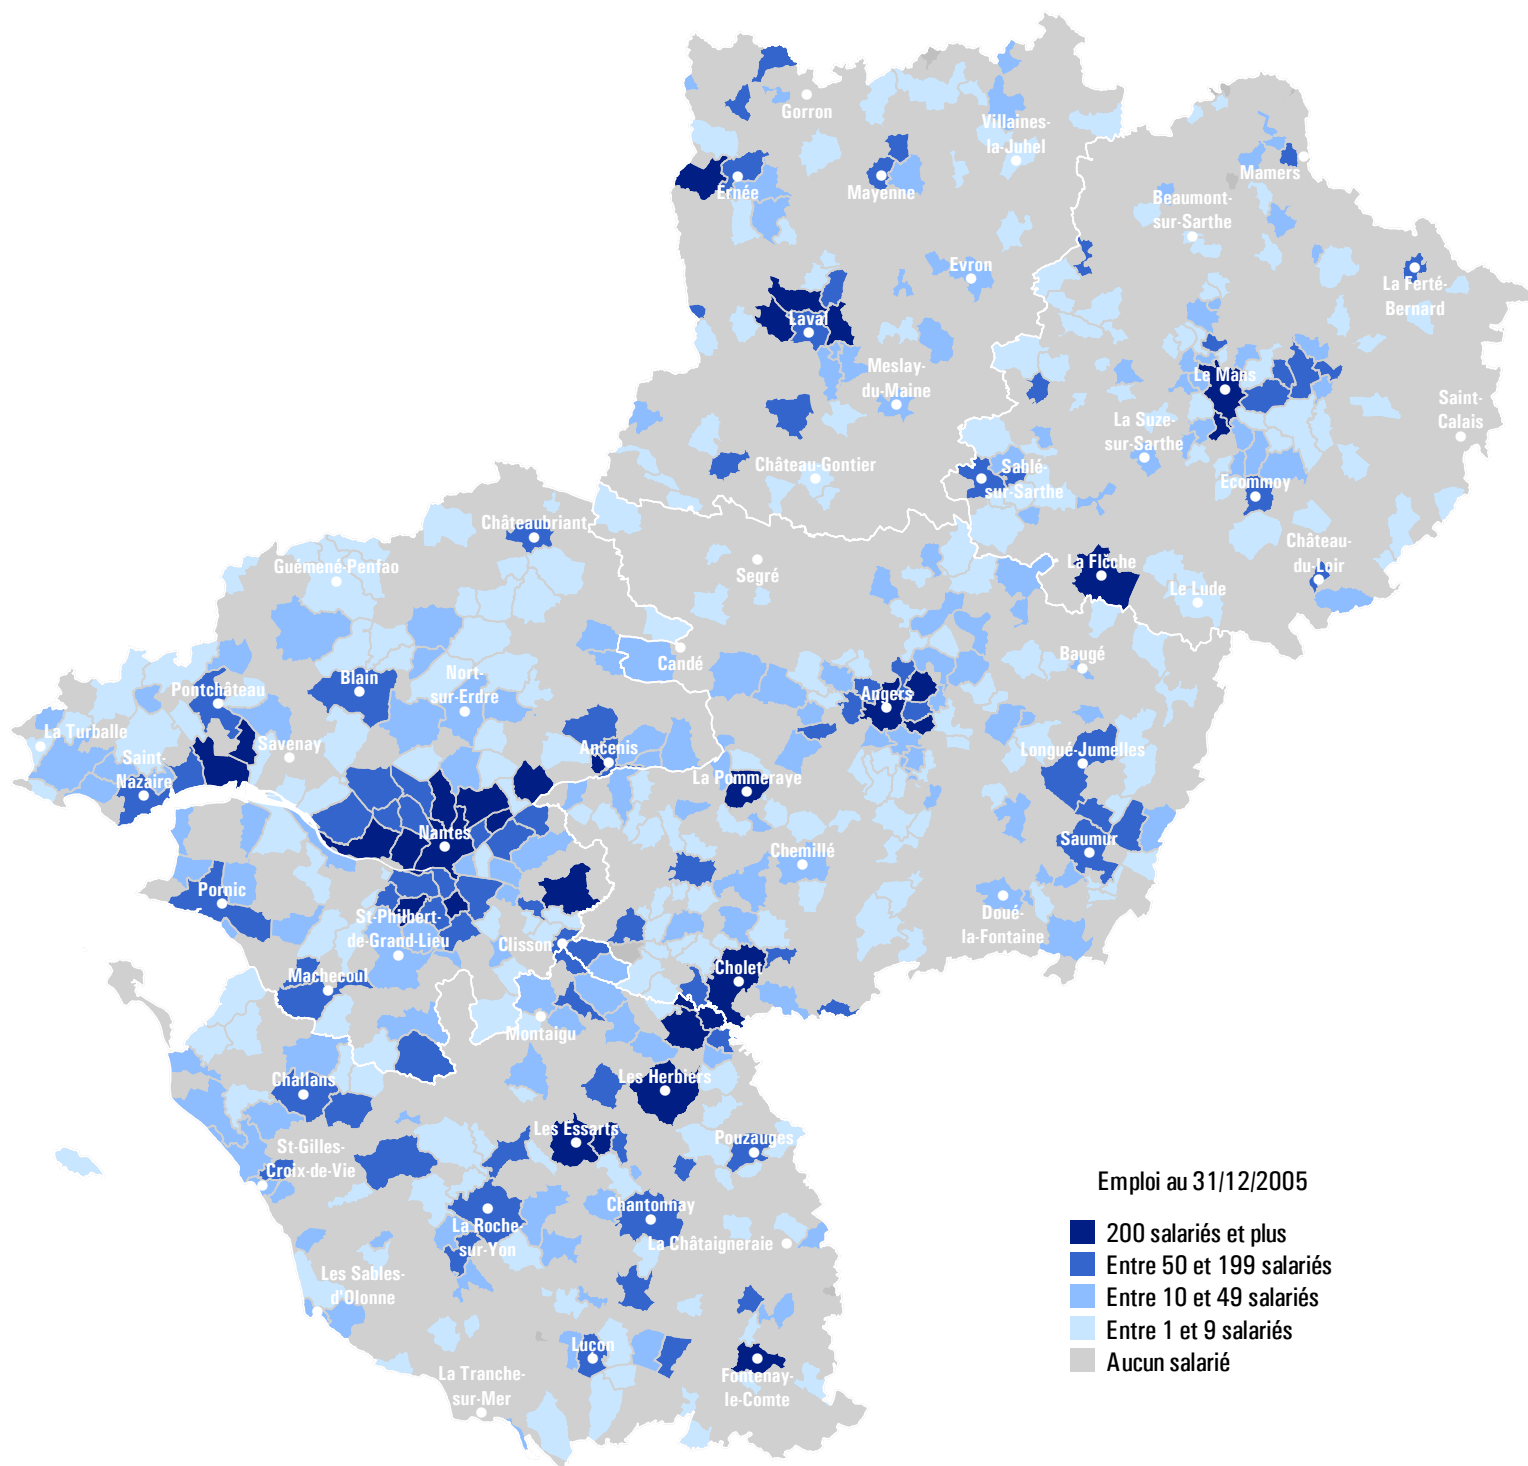 Gorron
Villaines-
la-Juhel
Mamers
Ernée
Mayenne
Beaumont-
sur-Sarthe
Evron
La Ferté-
Bernard
Laval
Meslay-
du-Maine
Le Mans
Saint-
Calais
La Suze-
sur-Sarthe
Château-Gontier
Sablé-
sur-Sarthe
Ecommoy
Châteaubriant
Château-
du-Loir
Guémené-Penfao
Segré
La Flèche
Le Lude
Candé
Baugé
Pontchâteau
Blain
Nort-
sur-Erdre
Angers
La Turballe
Savenay
Ancenis
Longué-Jumelles
Saint-
Nazaire
La Pommeraye
Nantes
Saumur
Chemillé
Pornic
St-Philbert-
de-Grand-Lieu
Doué-
la-Fontaine
Clisson
Machecoul
Cholet
Montaigu
Challans
Les Herbiers
Les Essarts
Pouzauges
St-Gilles-
Croix-de-Vie
Chantonnay
La Roche-
sur-Yon
La Châtaigneraie
Les Sables-
d'Olonne
Luçon
La Tranche-
sur-Mer
Fontenay-
le-Comte
Emploi au 31/12/2005
200 salariés et plus
Entre 50 et 199 salariés
Entre 10 et 49 salariés
Entre 1 et 9 salariés
Aucun salarié